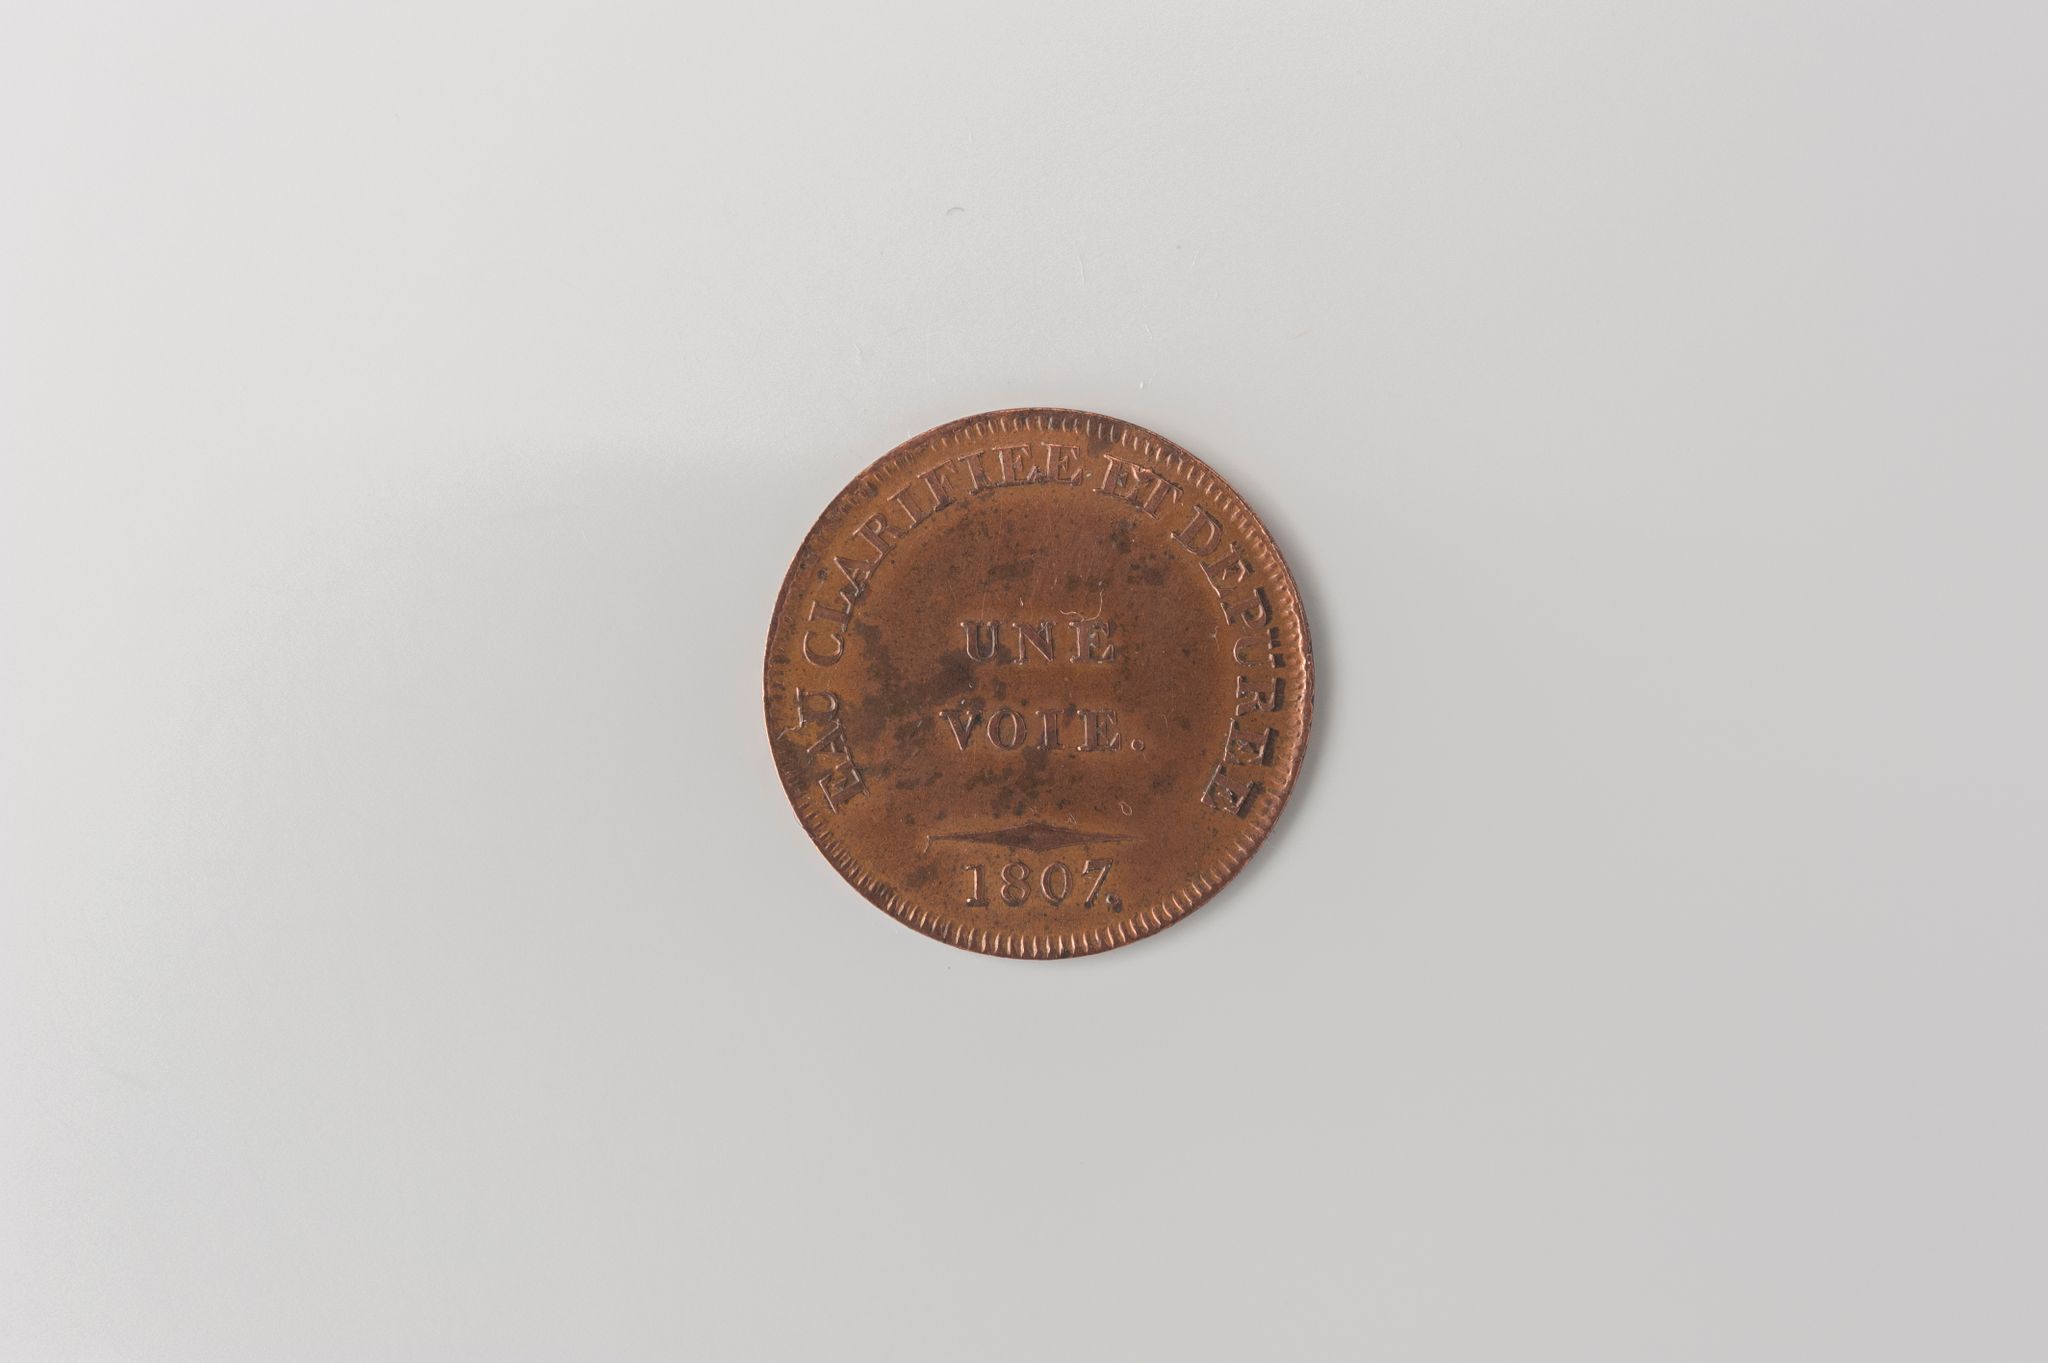 EAU CLARIFIEE ET DEPUREE
UNE
VOIE.
1807.